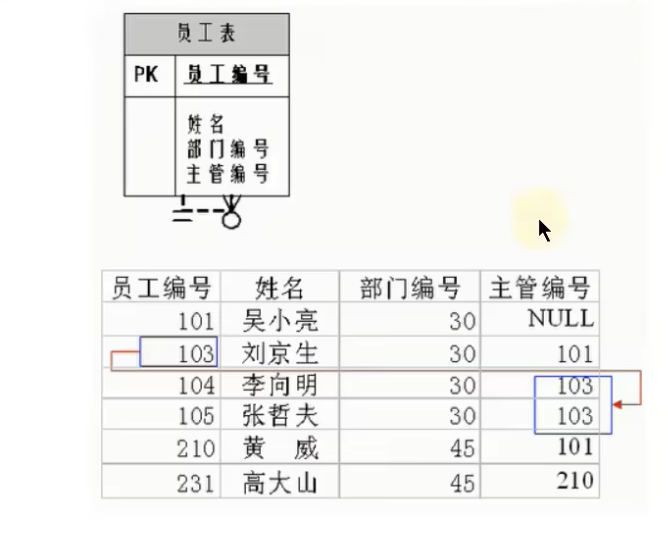 员工表
PK 员工编号
姓名
部门编号
主管编号
员工编号 姓名 部门编号 主管编号
101 吴小亮 30 NULL
103 刘京生 30 101
104 李向明 30 103
105 张哲夫 30 103
210 黄 威 45 101
231 高大山 45 210